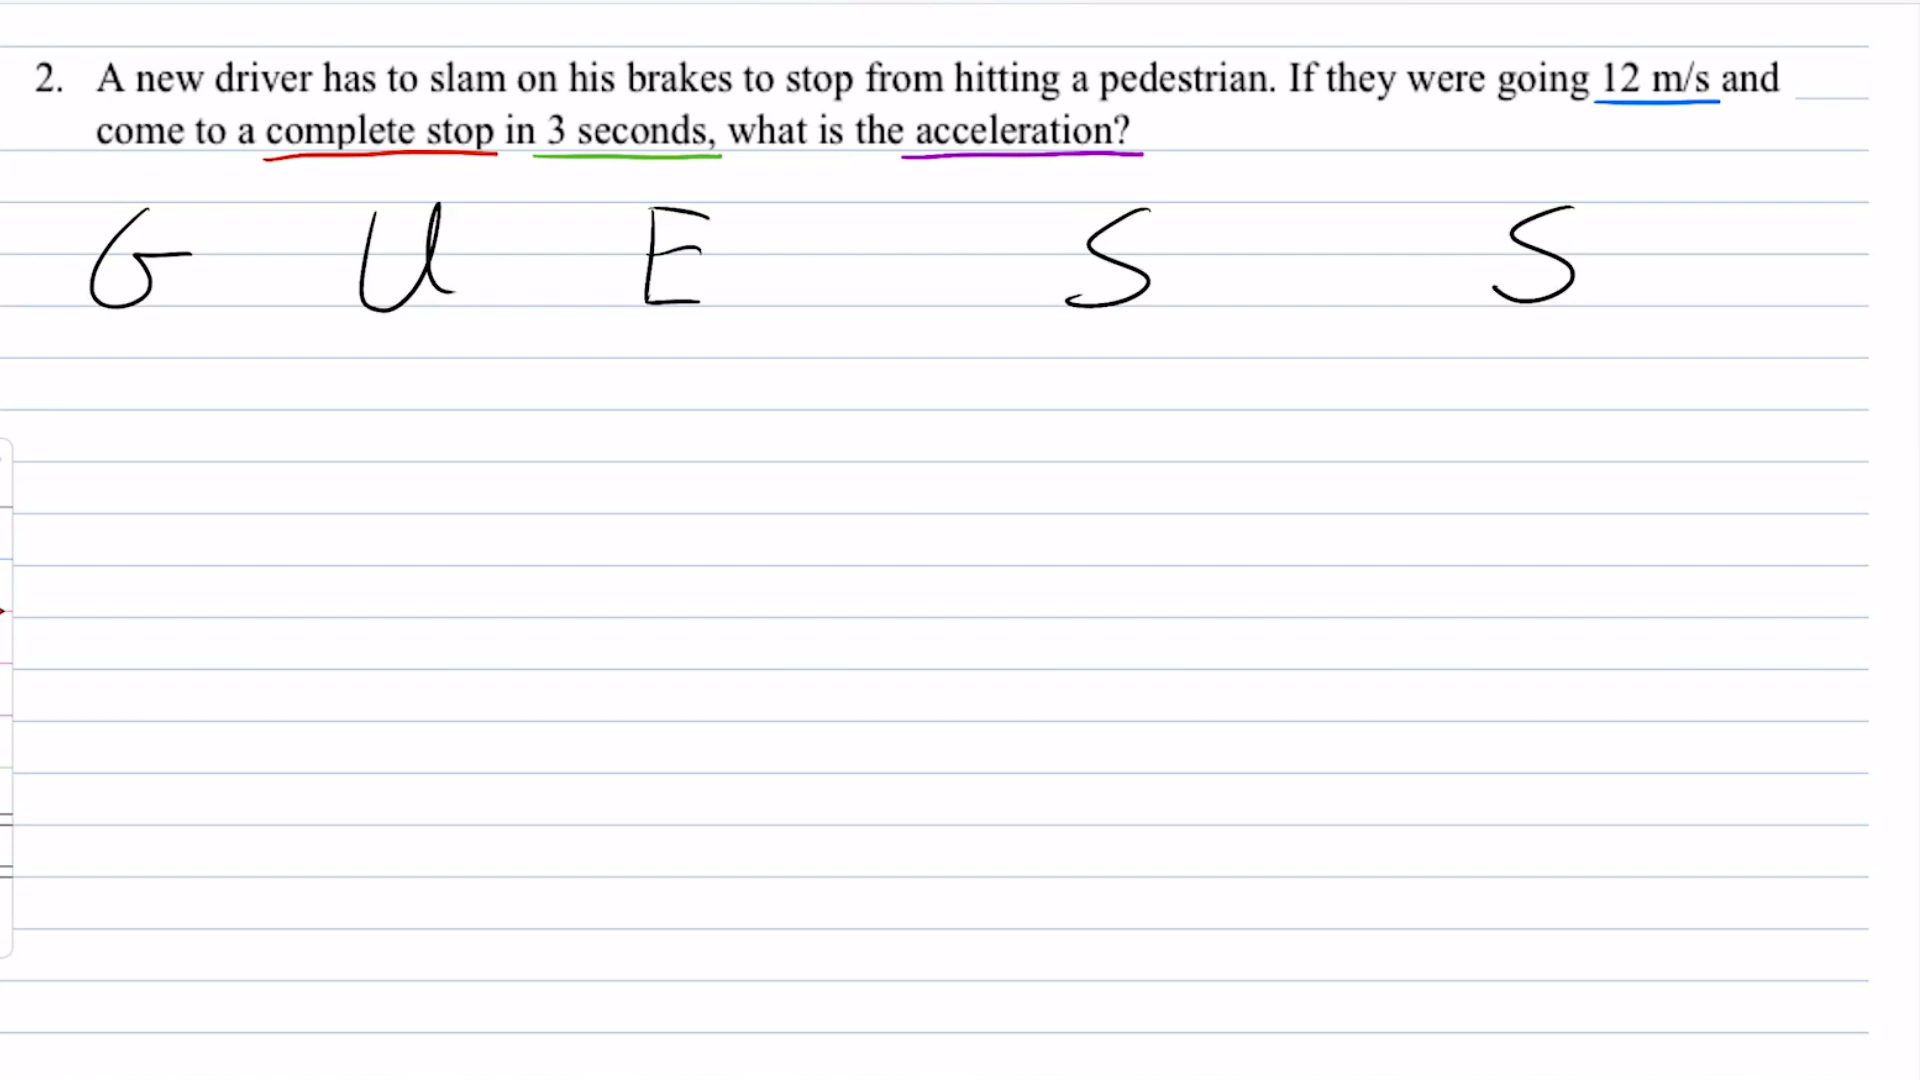 2. A new driver has to slam on his brakes to stop from hitting a pedestrian. If they were going 12 m/s and
come to a complete stop in 3 seconds, what is the acceleration?
G U E S S